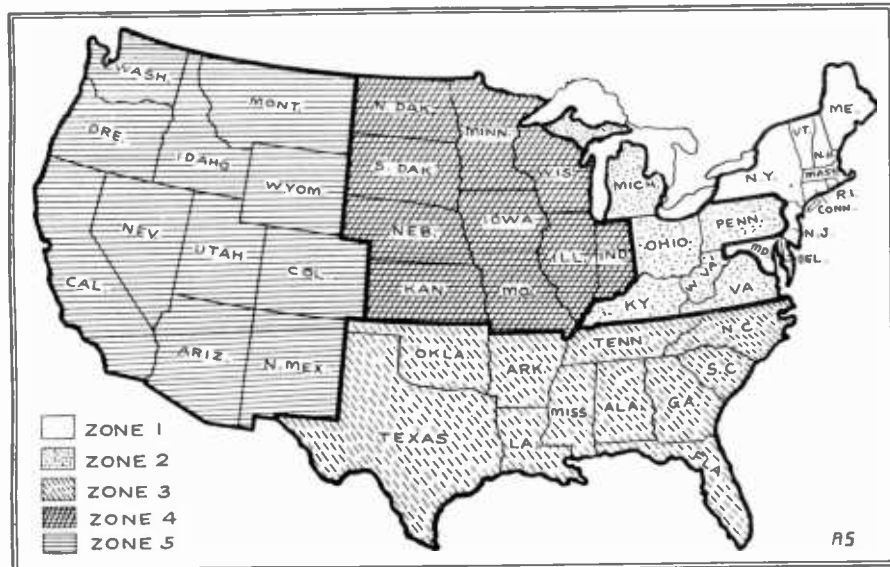 WASH.
MONT.
N. DAK.
MINN.
ME.
VT.
N.H.
ORE.
IDAHO
S. DAK.
WIS.
MICH.
N.Y.
MASS.
R.I.
CONN.
WYOM.
NEB.
IOWA
PENN.
N.J.
NEV.
UTAH
COL.
ILL.
IND.
OHIO
MD.
DEL.
CAL.
KAN.
MO.
KY.
W. VA.
VA.
ARIZ.
N. MEX.
OKLA.
ARK.
TENN.
N.C.
S.C.
TEXAS
LA.
MISS.
ALA.
GA.
FLA.
ZONE 1
ZONE 2
ZONE 3
ZONE 4
ZONE 5
AS